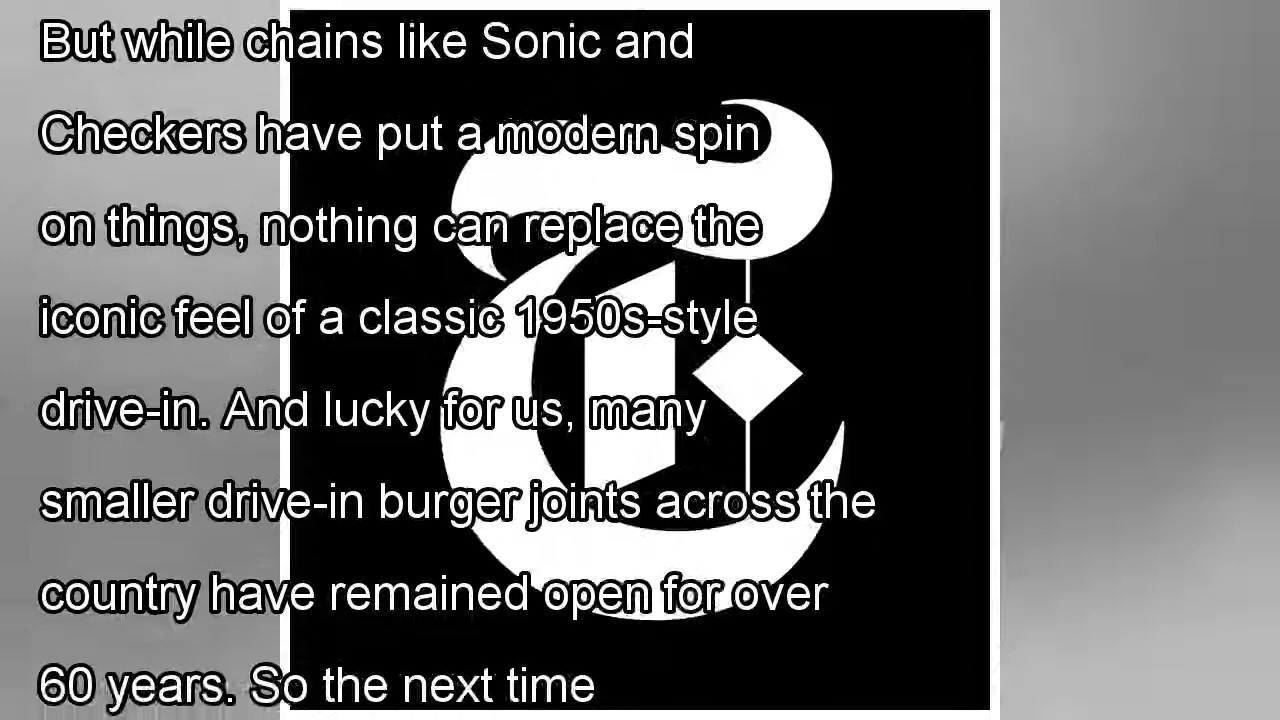 But while chains like Sonic and
Checkers have put a modern spin
on things, nothing can replace the
iconic feel of a classic 1950s-style
drive-in. And lucky for us, many
smaller drive-in burger joints across the
country have remained open for over
60 years. So the next time